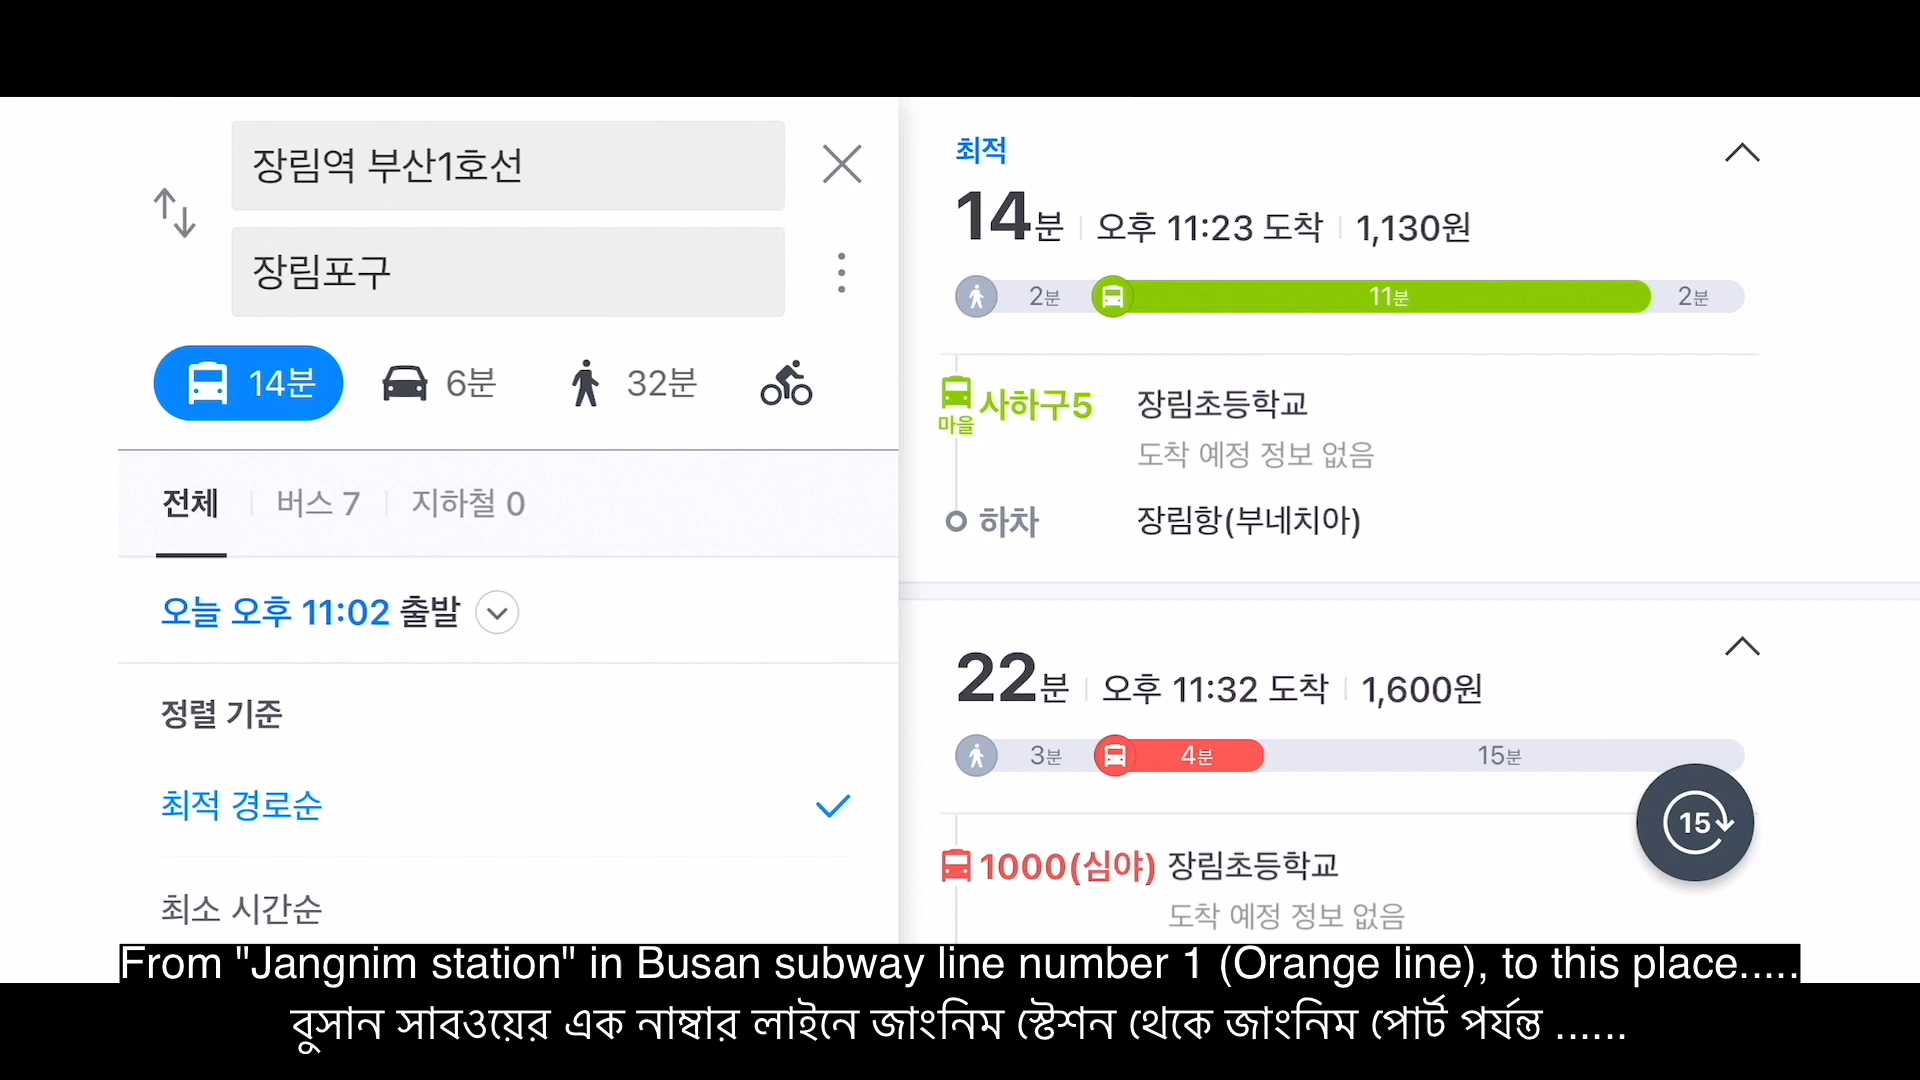 장림역 부산1호선
장림포구
14분 6분 32분
전체 버스 7 지하철 0
오늘 오후 11:02 출발
정렬 기준
최적 경로순
최소 시간순
최적
14분 오후 11:23 도착 1,130원
2분 11분 2분
마을 사하구5 장림초등학교
도착 예정 정보 없음
하차 장림항(부네치아)
22분 오후 11:32 도착 1,600원
3분 4분 15분
1000(심야) 장림초등학교
도착 예정 정보 없음
15
From "Jangnim station" in Busan subway line number 1 (Orange line), to this place.....
বুসান সাবওয়ের এক নাম্বার লাইনে জাংনিম স্টেশন থেকে জাংনিম পোর্ট পর্যন্ত ......